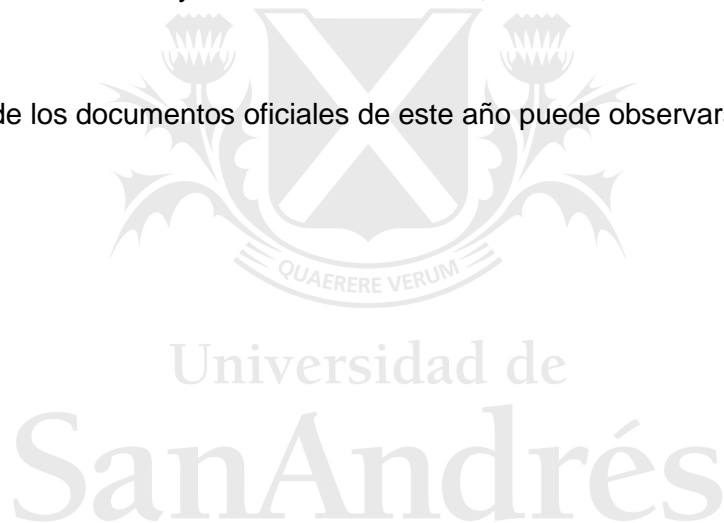 de los documentos oficiales de este año puede observar
QUAERERE VERUM
Universidad de
SanAndrés